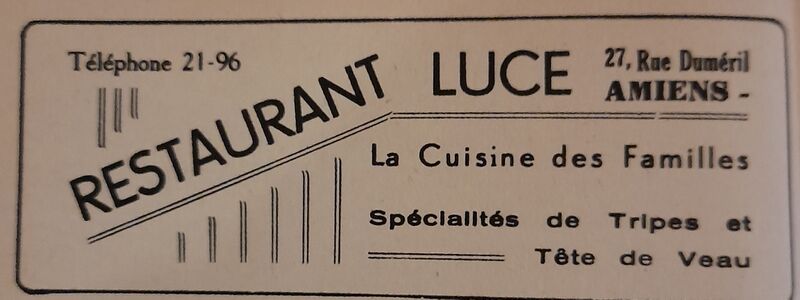 Téléphone 21-96
RESTAURANT LUCE
27, Rue Duméril
AMIENS -
La Cuisine des Familles
Spécialités de Tripes et
Tête de Veau